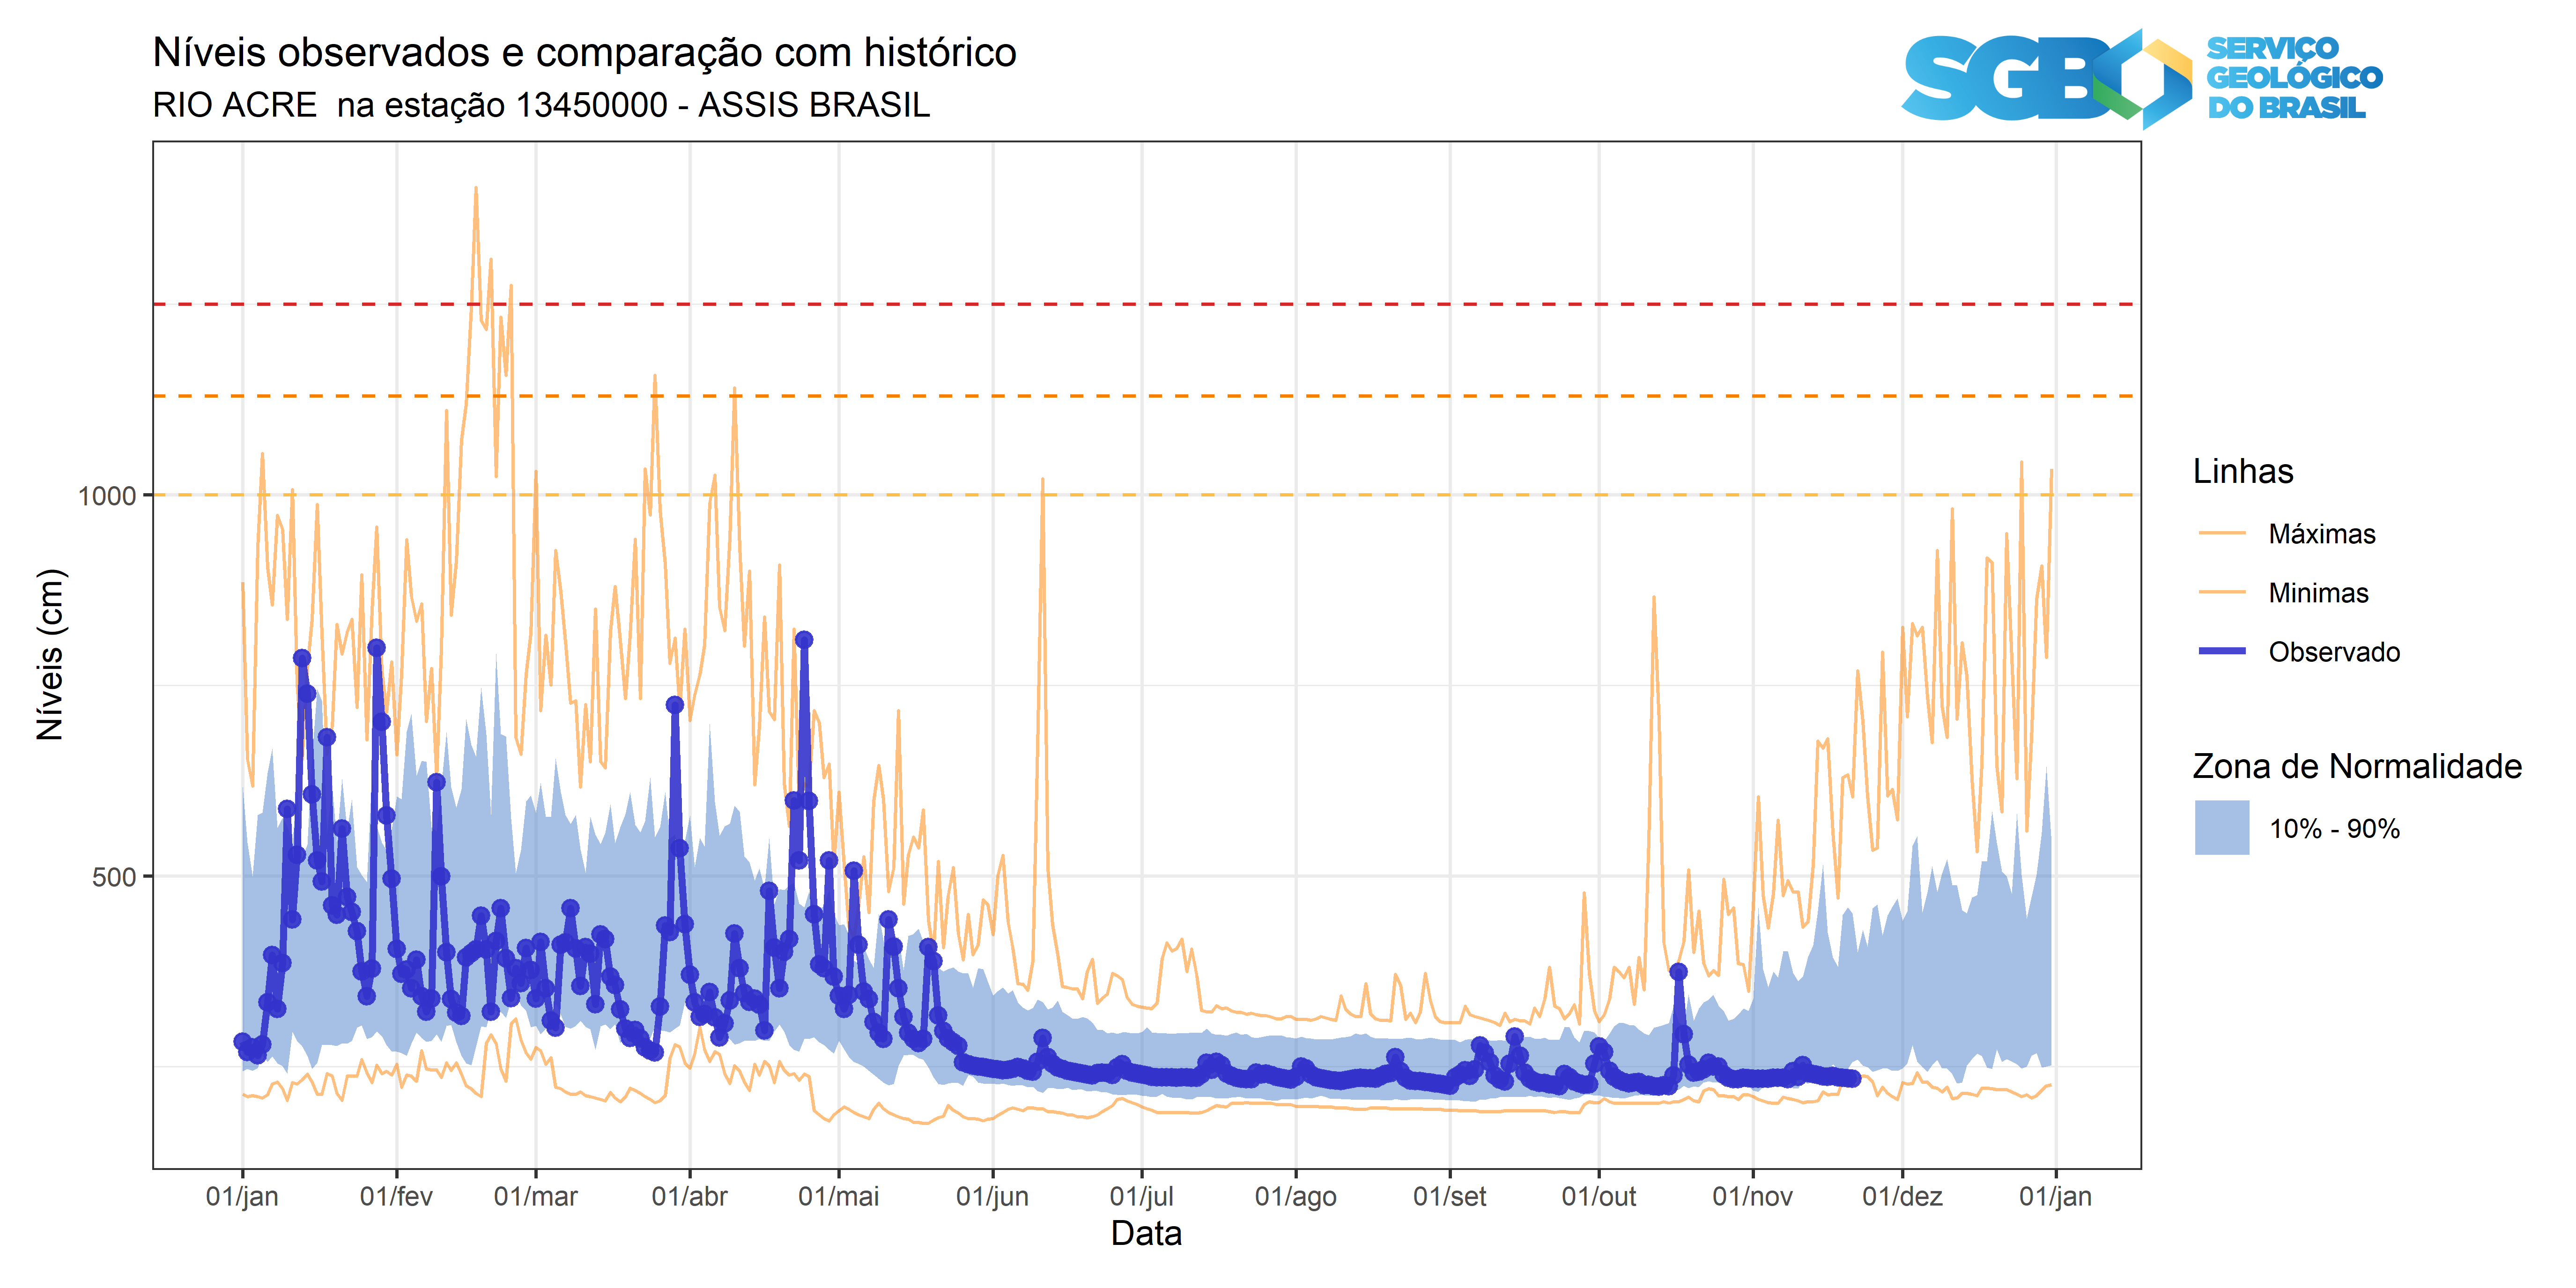 Níveis observados e comparação com histórico
RIO ACRE  na estação 13450000 - ASSIS BRASIL
SGB
SERVIÇO
GEOLÓGICO
DO BRASIL
Níveis (cm)
1000
500
01/jan
01/fev
01/mar
01/abr
01/mai
01/jun
01/jul
01/ago
01/set
01/out
01/nov
01/dez
01/jan
Data
Linhas
Máximas
Minimas
Observado
Zona de Normalidade
10% - 90%